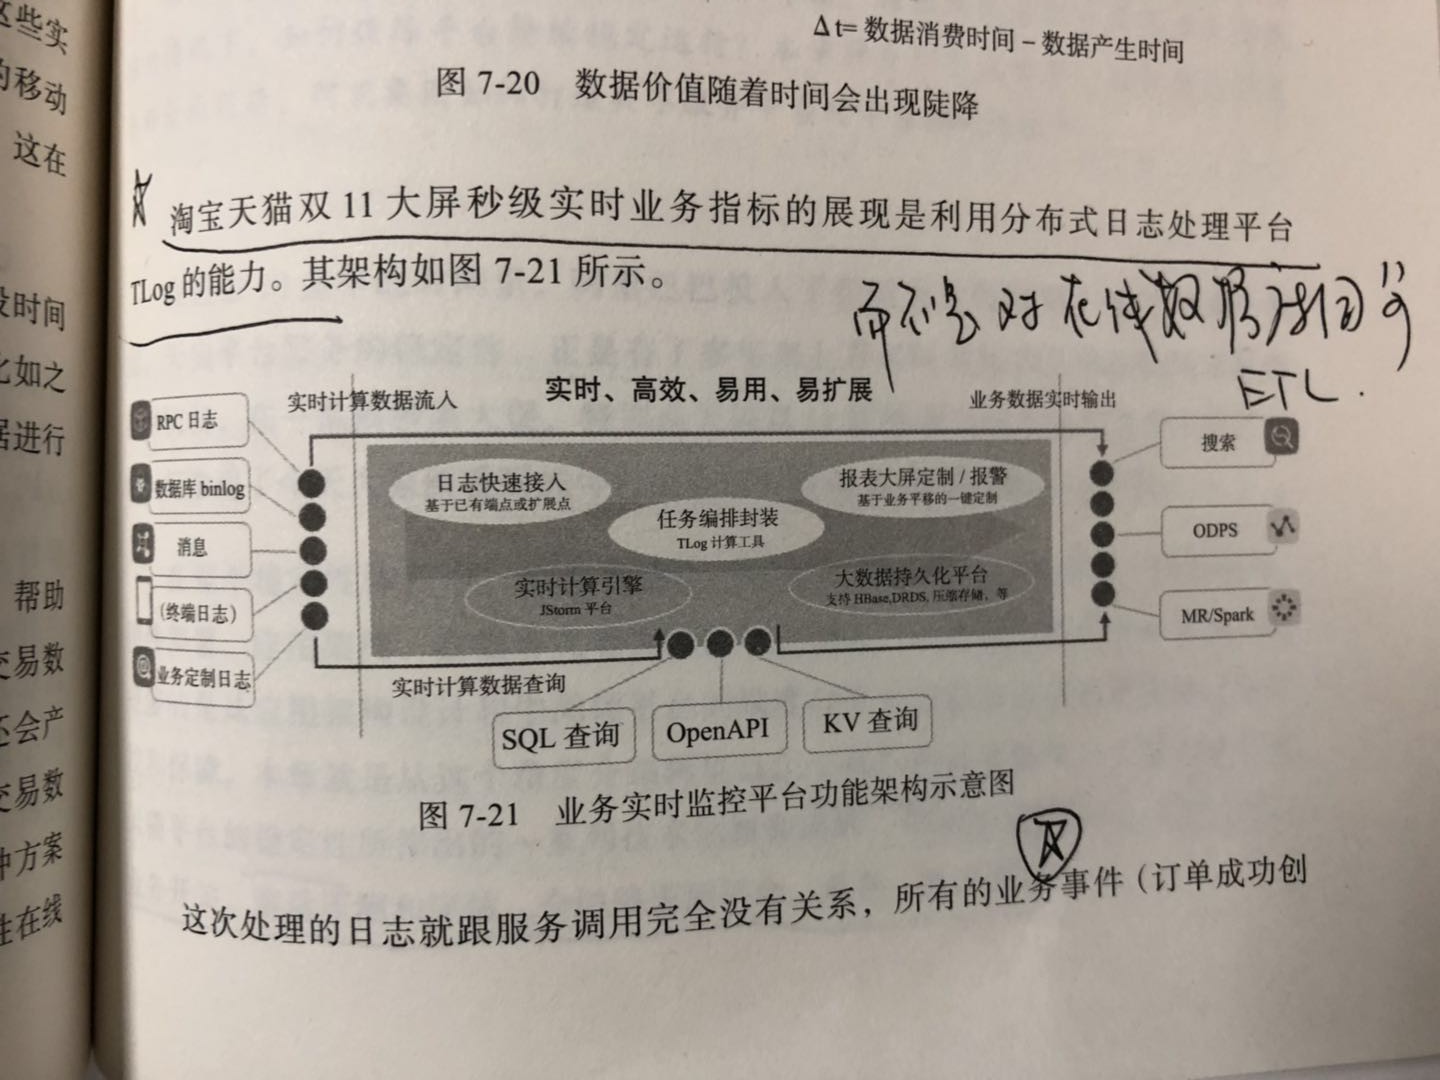 这些实
的移动
这在
没时间
比如之
据进行
帮助
交易数
还会产
交易数
中方案
性在线
Δt= 数据消费时间 – 数据产生时间
图 7-20 数据价值随着时间会出现陡降
淘宝天猫双 11 大屏秒级实时业务指标的展现是利用分布式日志处理平台
TLog 的能力。其架构如图 7-21 所示。
而不是对在线数据库访问
ETL.
实时计算数据流入
实时、高效、易用、易扩展
业务数据实时输出
RPC 日志
数据库 binlog
消息
(终端日志)
业务定制日志
日志快速接入
基于已有端点或扩展点
报表大屏定制 / 报警
基于业务平移的一键定制
任务编排封装
TLog 计算工具
实时计算引擎
JStorm 平台
大数据持久化平台
支持 HBase,DRDS, 压缩存储, 等
搜索
ODPS
MR/Spark
实时计算数据查询
SQL 查询
OpenAPI
KV 查询
图 7-21 业务实时监控平台功能架构示意图
这次处理的日志就跟服务调用完全没有关系，所有的业务事件（订单成功创